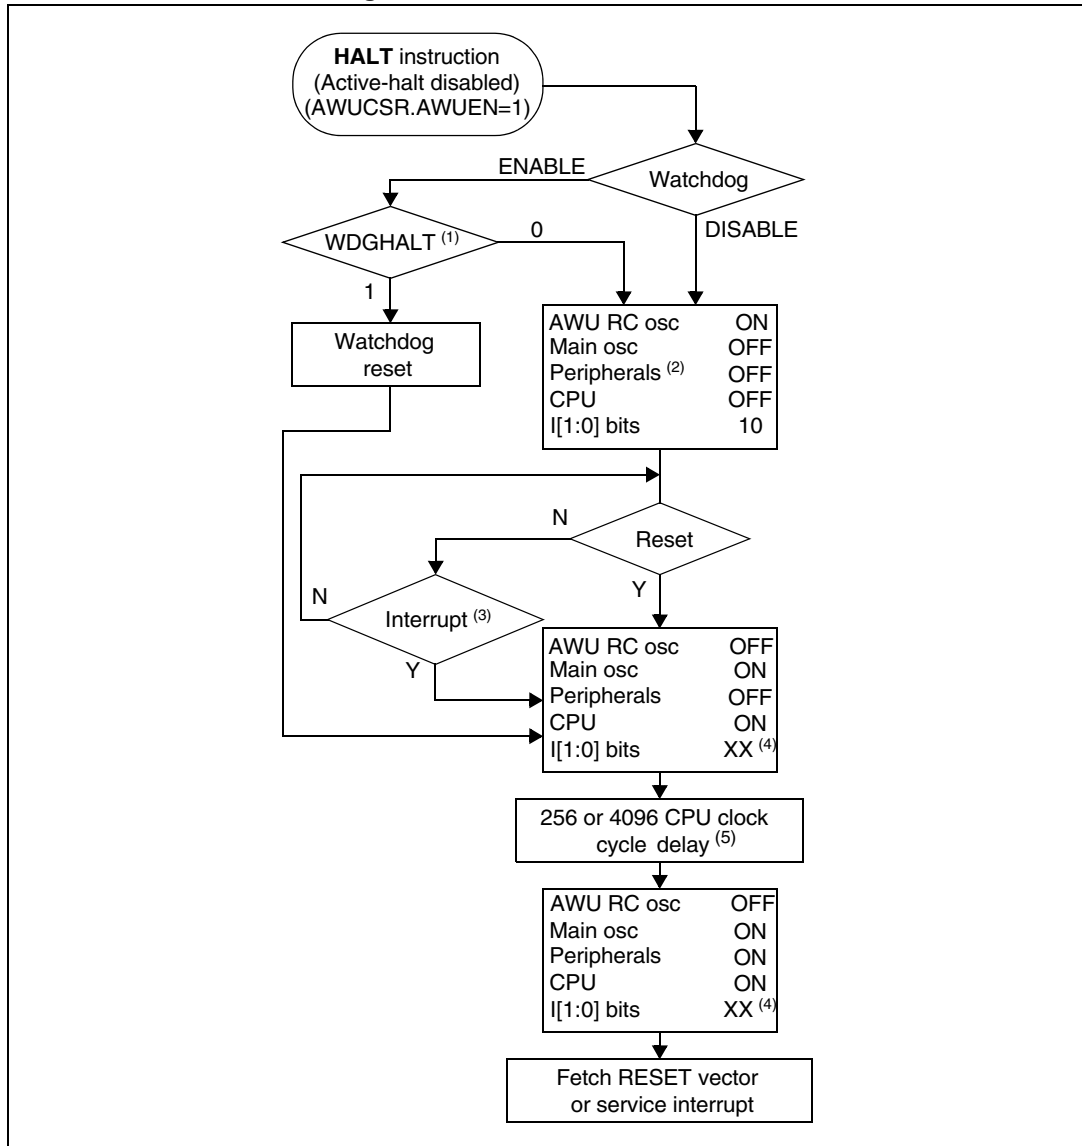 HALT instruction
(Active-halt disabled)
(AWUCSR.AWUEN=1)
ENABLE
Watchdog
WDGHALT (1)
0
DISABLE
1
Watchdog
reset
AWU RC osc ON
Main osc OFF
Peripherals (2) OFF
CPU OFF
I[1:0] bits 10
N
Reset
Y
N
Interrupt (3)
Y
AWU RC osc OFF
Main osc ON
Peripherals OFF
CPU ON
I[1:0] bits XX (4)
256 or 4096 CPU clock
cycle delay (5)
AWU RC osc OFF
Main osc ON
Peripherals ON
CPU ON
I[1:0] bits XX (4)
Fetch RESET vector
or service interrupt